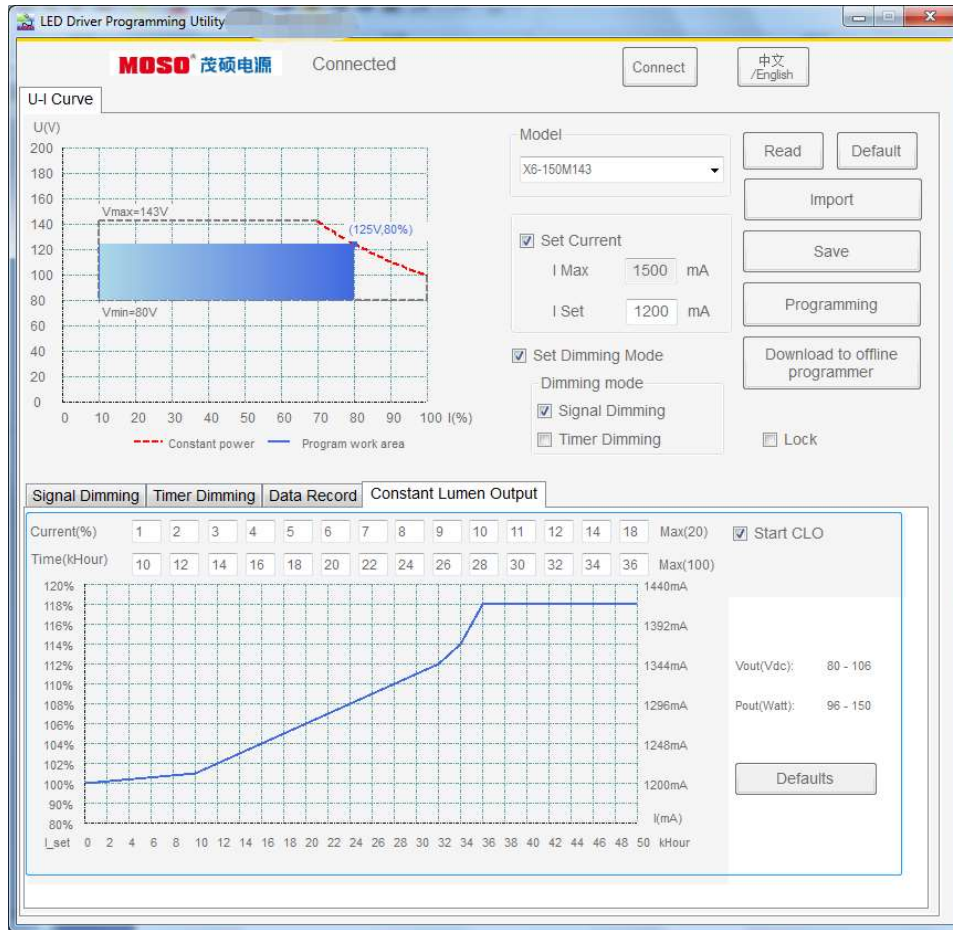 LED Driver Programming Utility
MOSO® 茂硕电源 Connected Connect 中文
/English
U-I Curve
U(V)
200
180
160
140
120
100
80
60
40
20
0
Vmax=143V
(125V,80%)
Vmin=80V
0 10 20 30 40 50 60 70 80 90 100 I(%)
Constant power Program work area
Model
X6-150M143
Set Current
I Max 1500 mA
I Set 1200 mA
Set Dimming Mode
Dimming mode
Signal Dimming
Timer Dimming
Read Default
Import
Save
Programming
Download to offline
programmer
Lock
Signal Dimming Timer Dimming Data Record Constant Lumen Output
Current(%) 1 2 3 4 5 6 7 8 9 10 11 12 14 18 Max(20) Start CLO
Time(kHour) 10 12 14 16 18 20 22 24 26 28 30 32 34 36 Max(100)
120% 1440mA
118%
116% 1392mA
114%
112% 1344mA
110%
108% 1296mA
106%
104% 1248mA
102%
100% 1200mA
90%
80% I(mA)
I_set 0 2 4 6 8 10 12 14 16 18 20 22 24 26 28 30 32 34 36 38 40 42 44 46 48 50 kHour
Vout(Vdc): 80 - 106
Pout(Watt): 96 - 150
Defaults